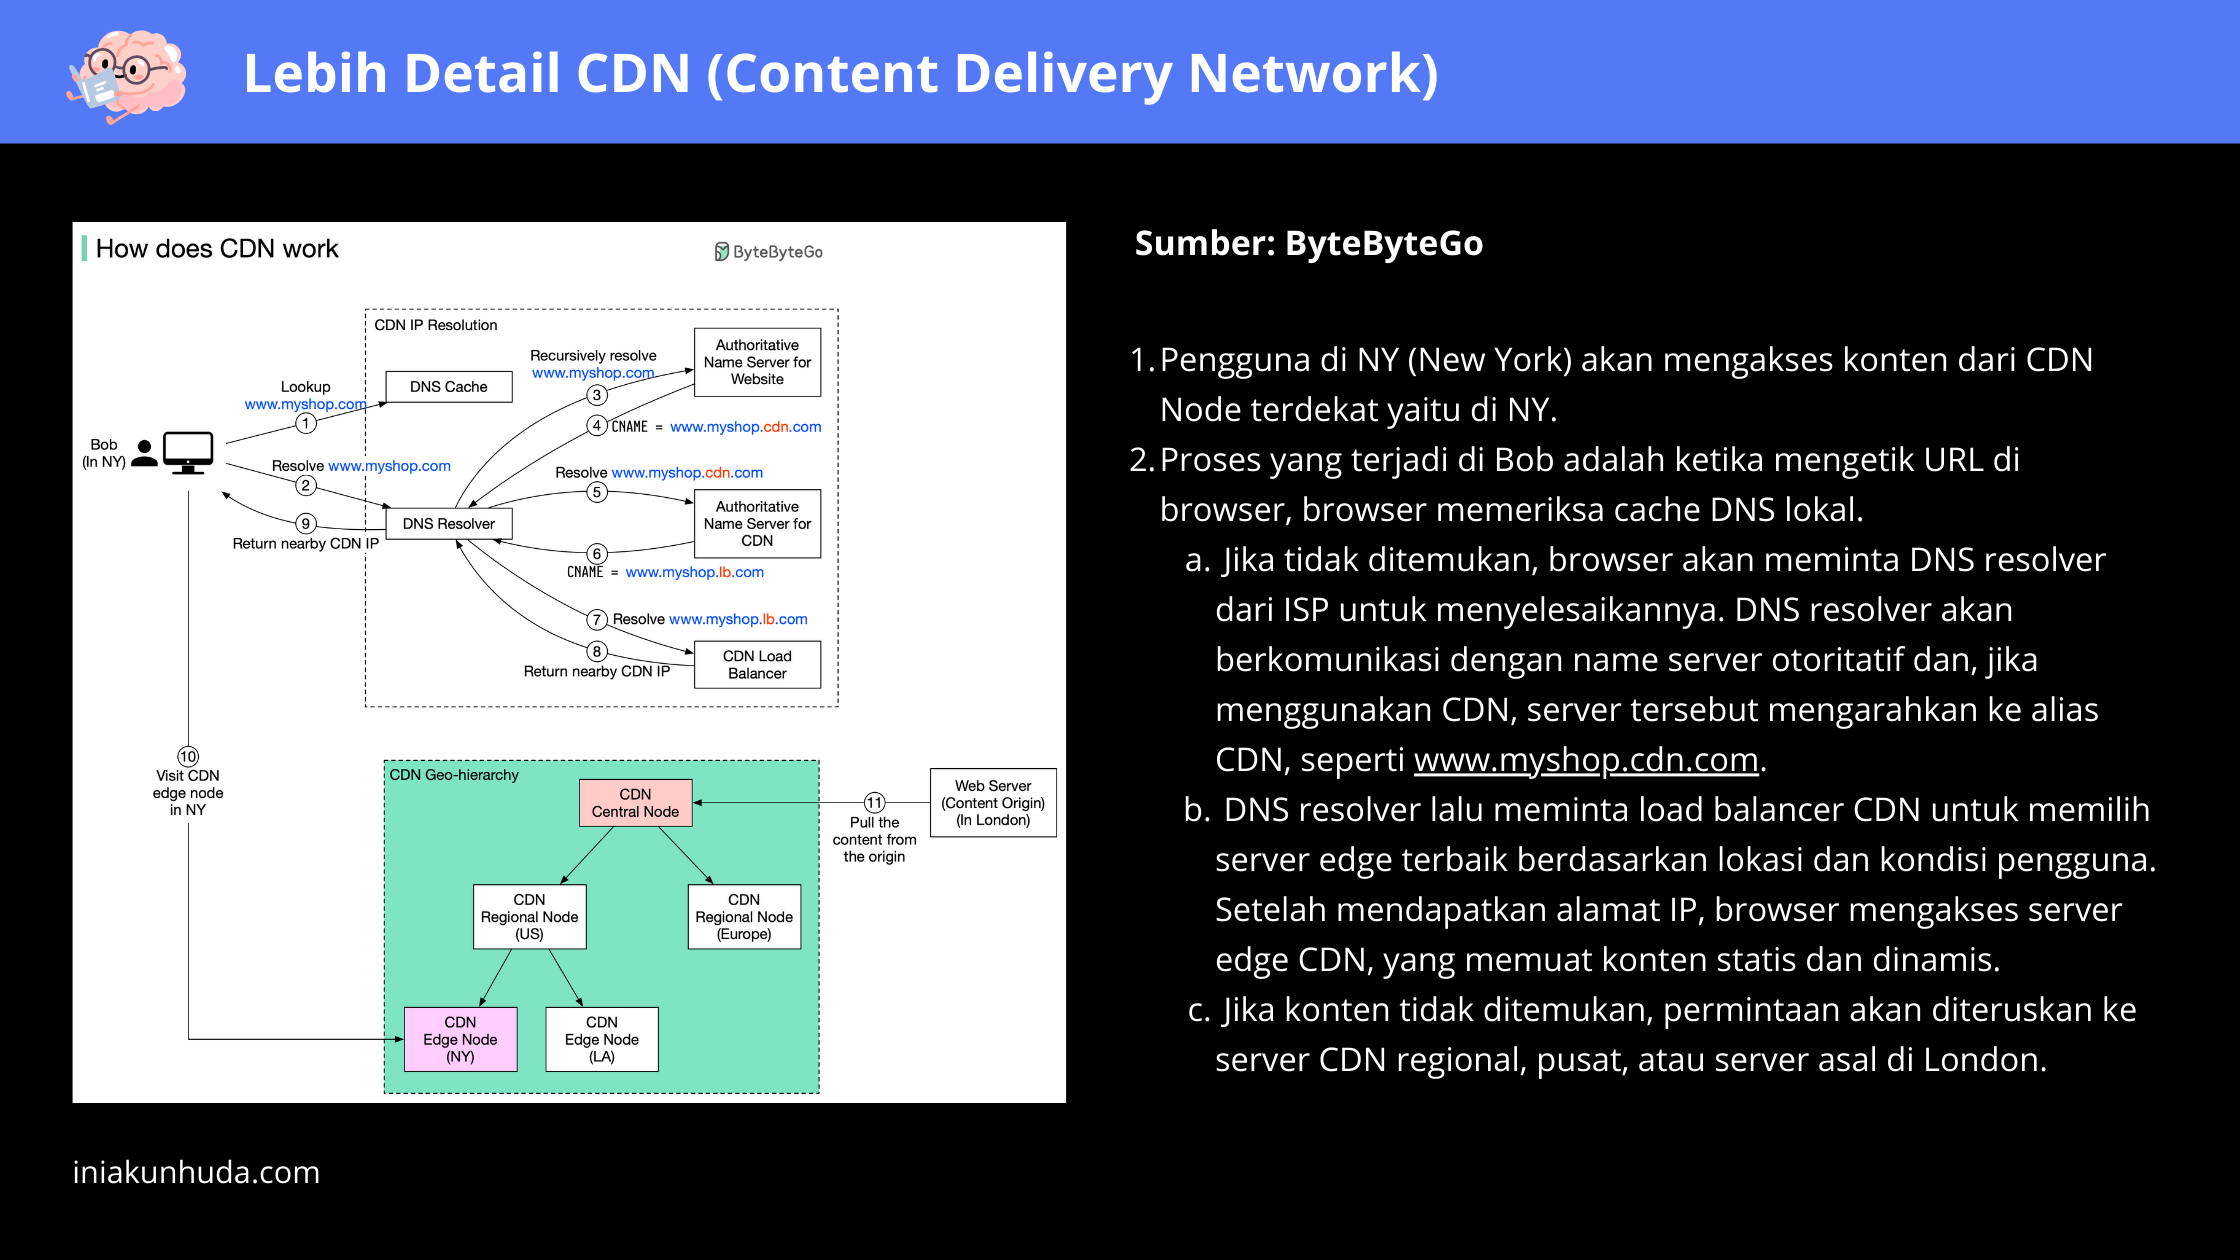 Lebih Detail CDN (Content Delivery Network)
How does CDN work
ByteByteGo
CDN IP Resolution
Lookup
www.myshop.com
1
DNS Cache
Recursively resolve
www.myshop.com
3
Authoritative
Name Server for
Website
4
CNAME = www.myshop.cdn.com
Bob
(In NY)
Resolve www.myshop.com
2
Resolve www.myshop.cdn.com
5
DNS Resolver
Authoritative
Name Server for
CDN
9
Return nearby CDN IP
6
CNAME = www.myshop.lb.com
7
Resolve www.myshop.lb.com
8
Return nearby CDN IP
CDN Load
Balancer
10
Visit CDN
edge node
in NY
CDN Geo-hierarchy
CDN
Central Node
11
Pull the
content from
the origin
Web Server
(Content Origin)
(In London)
CDN
Regional Node
(US)
CDN
Regional Node
(Europe)
CDN
Edge Node
(NY)
CDN
Edge Node
(LA)
Sumber: ByteByteGo
1. Pengguna di NY (New York) akan mengakses konten dari CDN
Node terdekat yaitu di NY.
2. Proses yang terjadi di Bob adalah ketika mengetik URL di
browser, browser memeriksa cache DNS lokal.
a. Jika tidak ditemukan, browser akan meminta DNS resolver
dari ISP untuk menyelesaikannya. DNS resolver akan
berkomunikasi dengan name server otoritatif dan, jika
menggunakan CDN, server tersebut mengarahkan ke alias
CDN, seperti www.myshop.cdn.com.
b. DNS resolver lalu meminta load balancer CDN untuk memilih
server edge terbaik berdasarkan lokasi dan kondisi pengguna.
Setelah mendapatkan alamat IP, browser mengakses server
edge CDN, yang memuat konten statis dan dinamis.
c. Jika konten tidak ditemukan, permintaan akan diteruskan ke
server CDN regional, pusat, atau server asal di London.
iniakunhuda.com